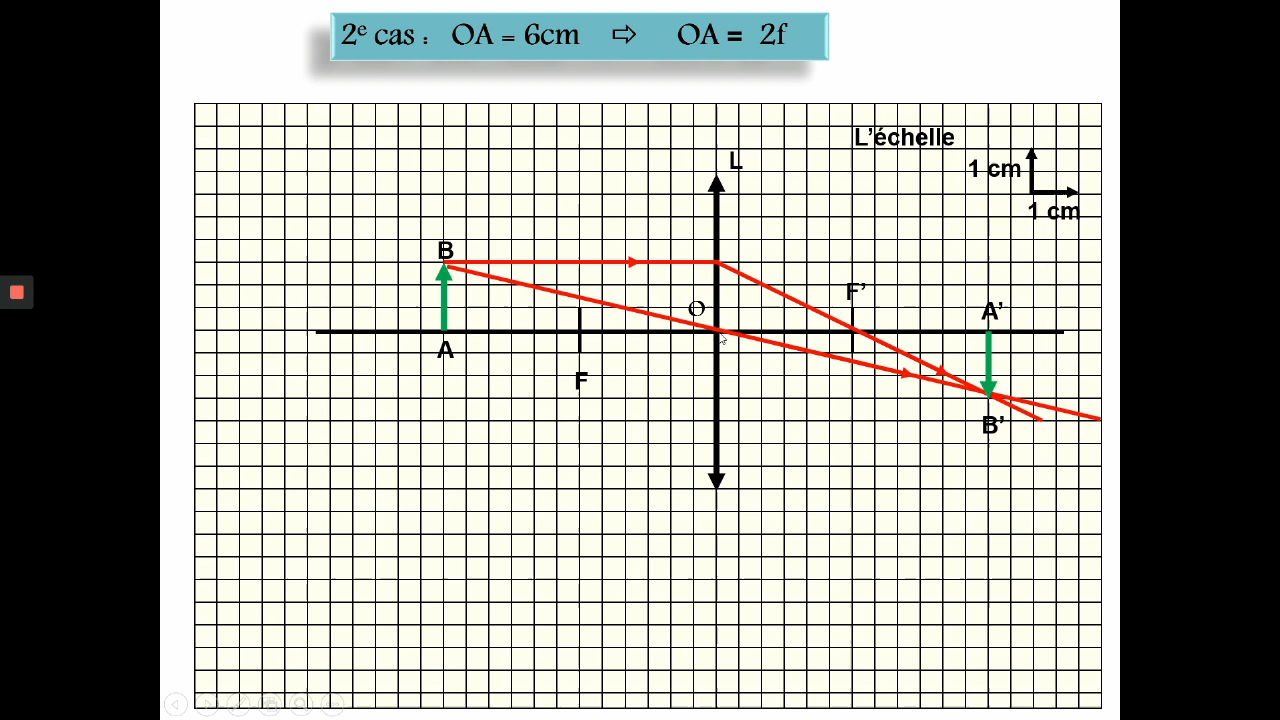 2e cas : OA = 6cm ⇨ OA = 2f
L'échelle
1 cm
1 cm
L
B
O
F'
A'
A
F
B'